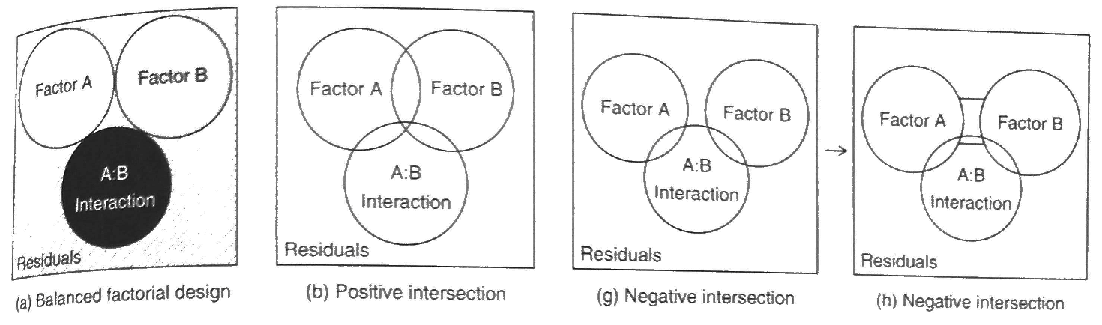 Factor A
Factor B
A:B
Interaction
Residuals
(a) Balanced factorial design
Factor A
Factor B
A:B
Interaction
Residuals
(b) Positive intersection
Factor A
Factor B
A:B
Interaction
Residuals
(g) Negative intersection
→
Factor A
Factor B
A:B
Interaction
Residuals
(h) Negative intersection